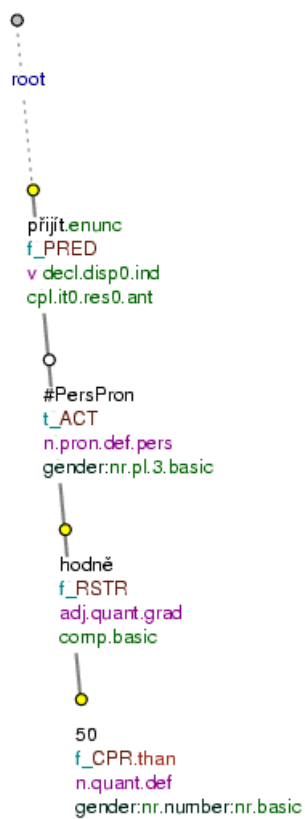 root
přijít.enunc
f_PRED
v decl.disp0.ind
cpl.it0.res0.ant
#PersPron
t_ACT
n.pron.def.pers
gender:nr.pl.3.basic
hodně
f_RSTR
adj.quant.grad
comp.basic
50
f_CPR.than
n.quant.def
gender:nr.number:nr.basic